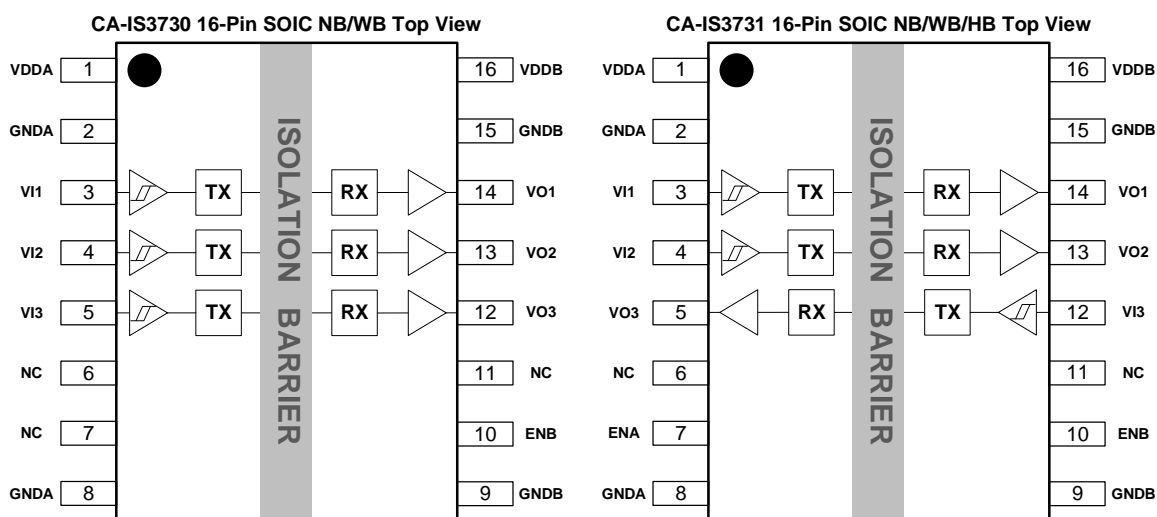 CA-IS3730 16-Pin SOIC NB/WB Top View
VDDA 1 16 VDDB
GNDA 2 15 GNDB
VI1 3 TX RX 14 VO1
VI2 4 TX RX 13 VO2
VI3 5 TX RX 12 VO3
NC 6 11 NC
NC 7 10 ENB
GNDA 8 9 GNDB
ISOLATION BARRIER
CA-IS3731 16-Pin SOIC NB/WB/HB Top View
VDDA 1 16 VDDB
GNDA 2 15 GNDB
VI1 3 TX RX 14 VO1
VI2 4 TX RX 13 VO2
VO3 5 RX TX 12 VI3
NC 6 11 NC
ENA 7 10 ENB
GNDA 8 9 GNDB
ISOLATION BARRIER